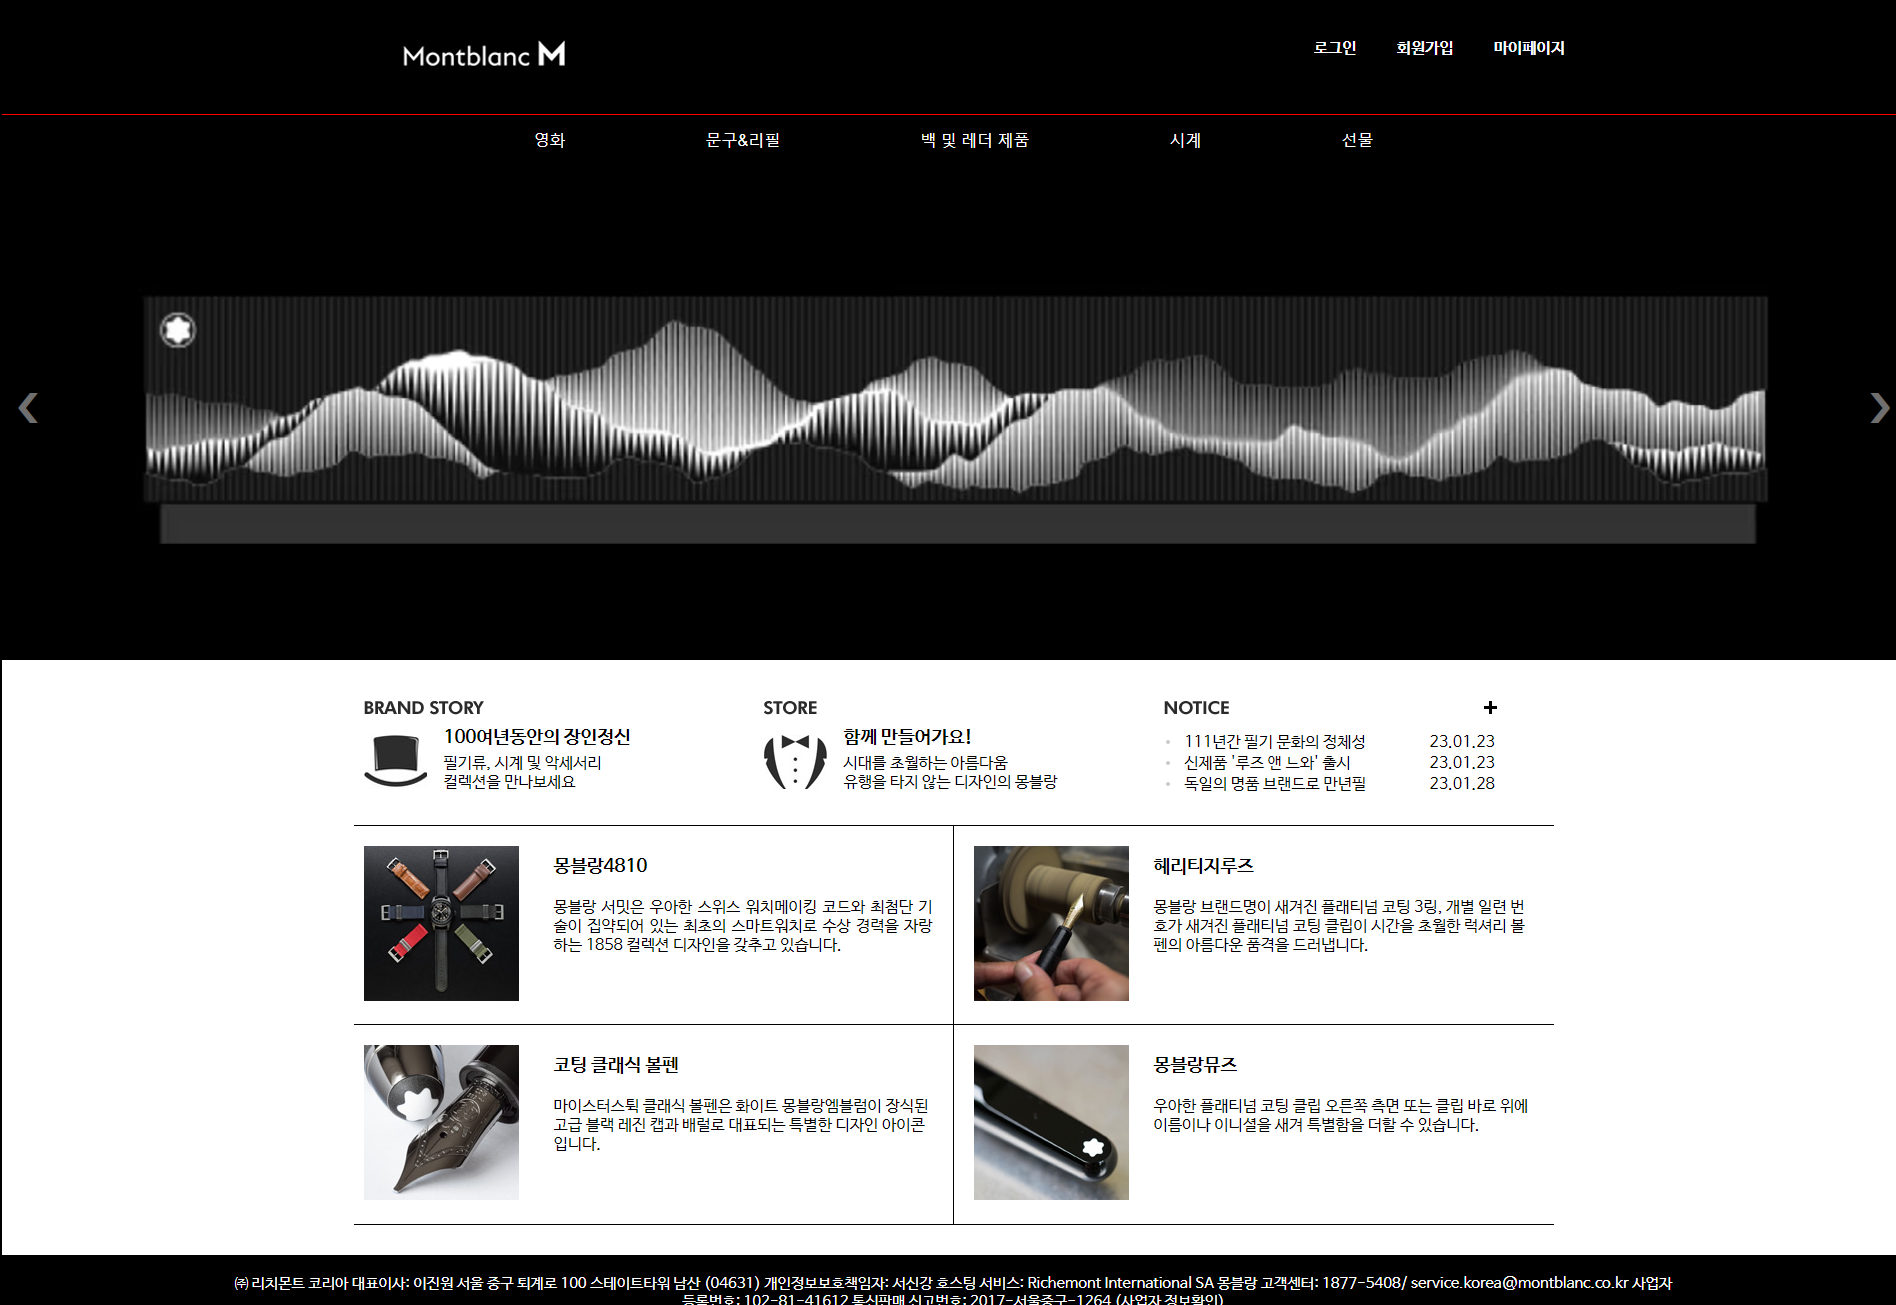 Montblanc M
로그인 회원가입 마이페이지
영화 문구&리필 백 및 레더 제품 시계 선물
BRAND STORY
100여년동안의 장인정신
필기류, 시계 및 악세서리
컬렉션을 만나보세요
STORE
함께 만들어가요!
시대를 초월하는 아름다움
유행을 타지 않는 디자인의 몽블랑
NOTICE +
111년간 필기 문화의 정체성 23.01.23
신제품 '루즈 앤 느와' 출시 23.01.23
독일의 명품 브랜드로 만년필 23.01.28
몽블랑4810
몽블랑 서밋은 우아한 스위스 워치메이킹 코드와 최첨단 기
술이 집약되어 있는 최초의 스마트워치로 수상 경력을 자랑
하는 1858 컬렉션 디자인을 갖추고 있습니다.
헤리티지루즈
몽블랑 브랜드명이 새겨진 플래티넘 코팅 3링, 개별 일련 번
호가 새겨진 플래티넘 코팅 클립이 시간을 초월한 럭셔리 볼
펜의 아름다운 품격을 드러냅니다.
코팅 클래식 볼펜
마이스터스튁 클래식 볼펜은 화이트 몽블랑엠블럼이 장식된
고급 블랙 레진 캡과 배럴로 대표되는 특별한 디자인 아이콘
입니다.
몽블랑뮤즈
우아한 플래티넘 코팅 클립 오른쪽 측면 또는 클립 바로 위에
이름이나 이니셜을 새겨 특별함을 더할 수 있습니다.
㈜ 리치몬트 코리아 대표이사: 이진원 서울 중구 퇴계로 100 스테이트타워 남산 (04631) 개인정보보호책임자: 서신강 호스팅 서비스: Richemont International SA 몽블랑 고객센터: 1877-5408/ service.korea@montblanc.co.kr 사업자
등록번호: 102-81-41612 통신판매 신고번호: 2017-서울중구-1264 (사업자 정보확인)